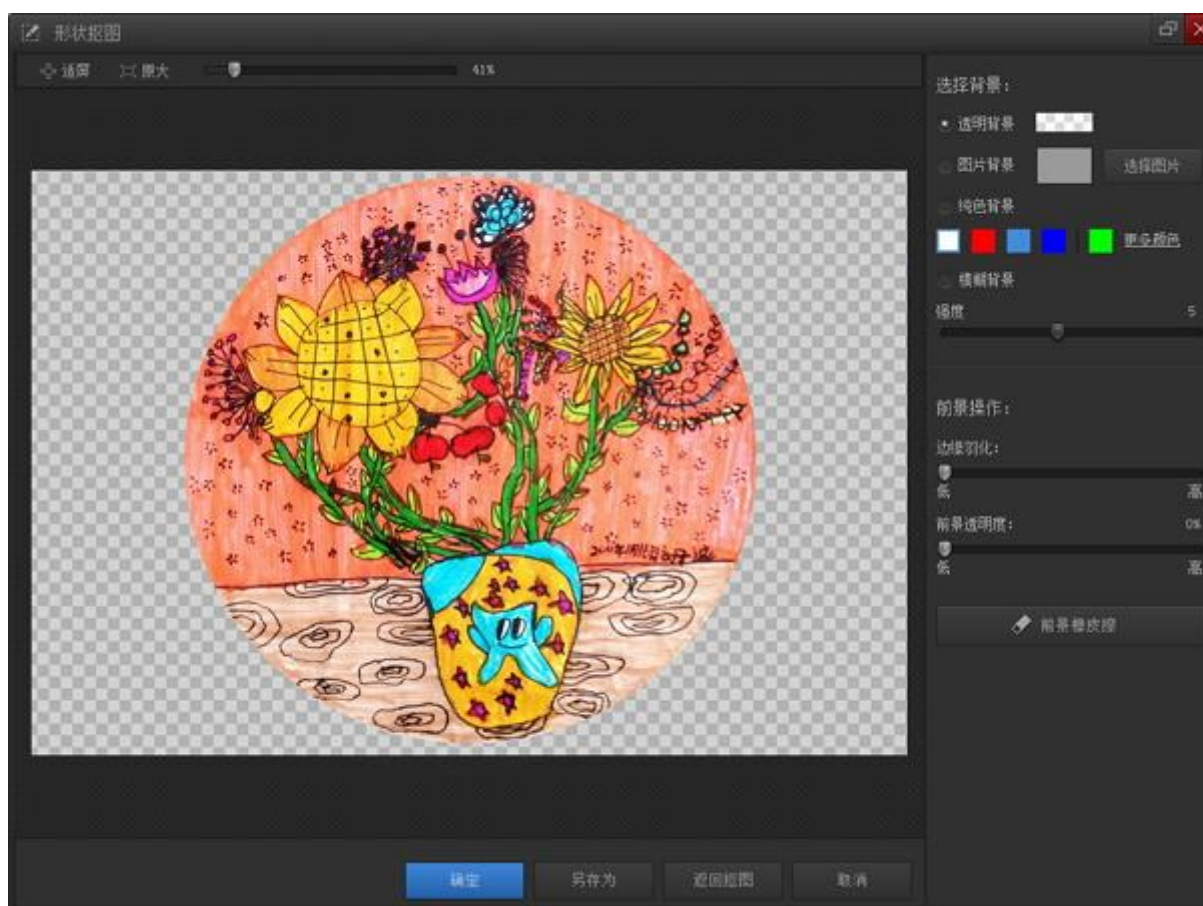 形状抠图
适屏 原大 41%
选择背景：
透明背景
图片背景 选择图片
纯色背景
更多颜色
模糊背景
强度 5
前景操作：
边缘羽化：
低 高
前景透明度： 0%
低 高
前景橡皮擦
确定 另存为 返回抠图 取消